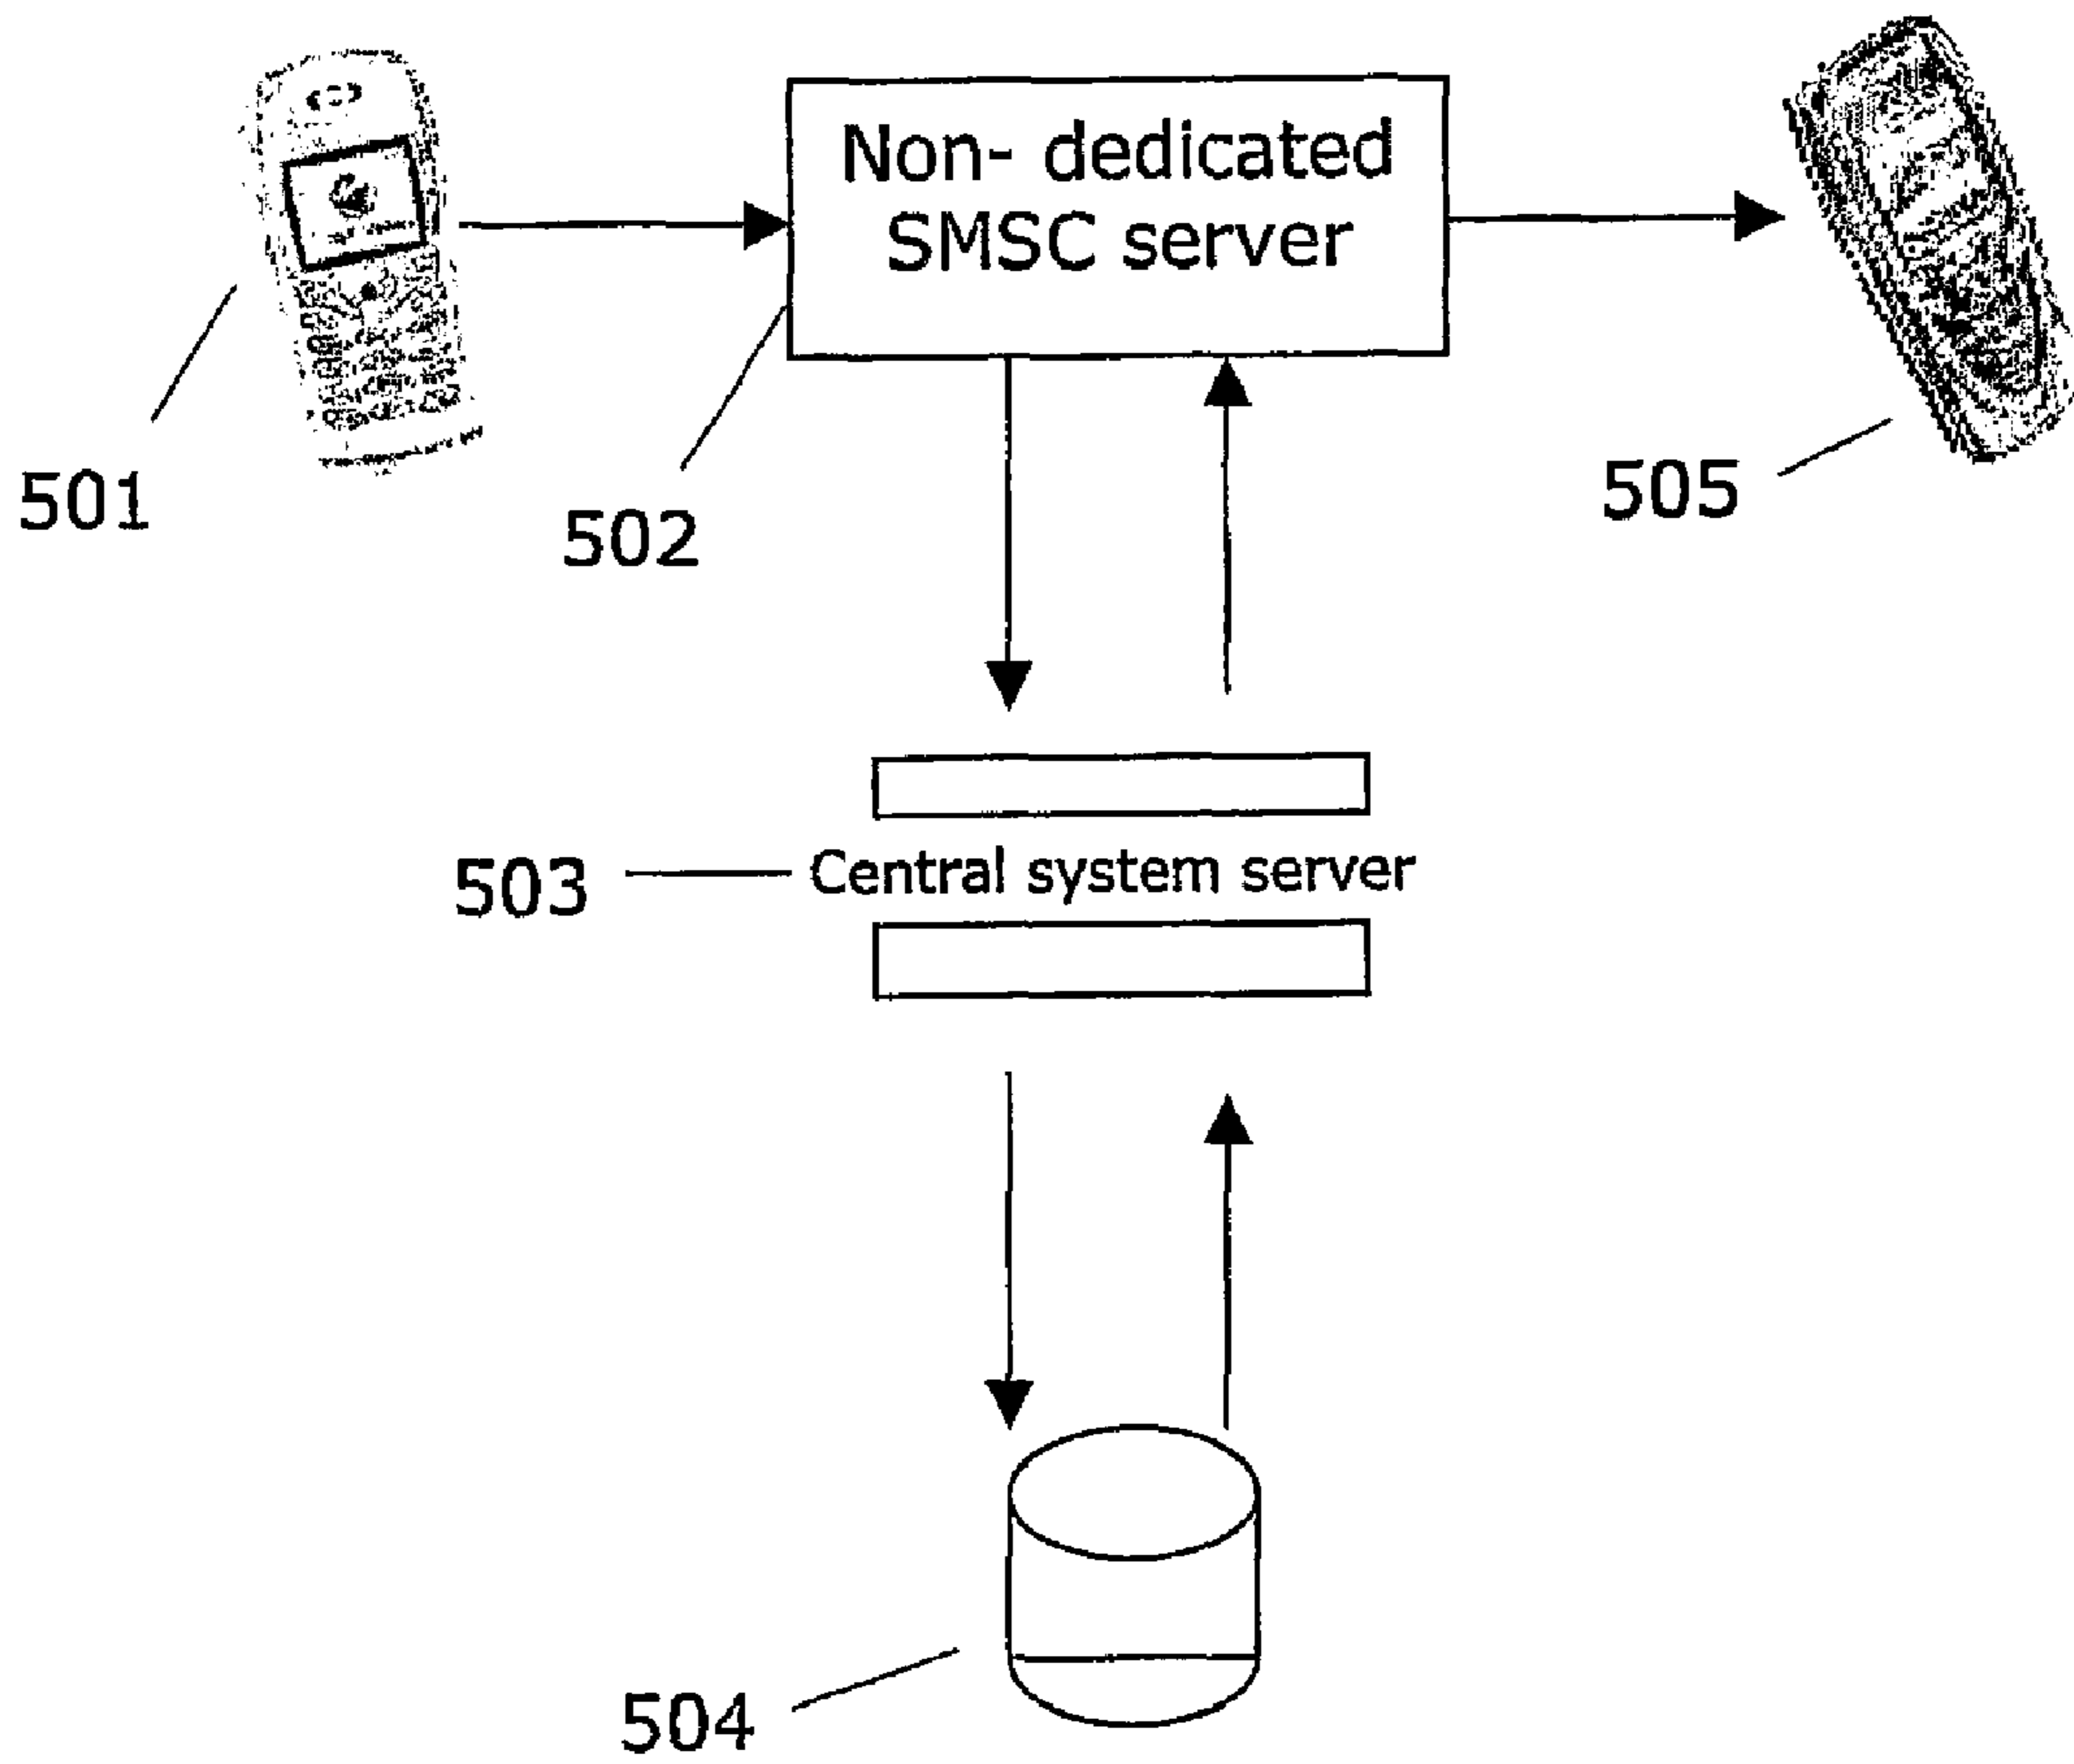 Non- dedicated
SMSC server
501
502
505
503
Central system server
504